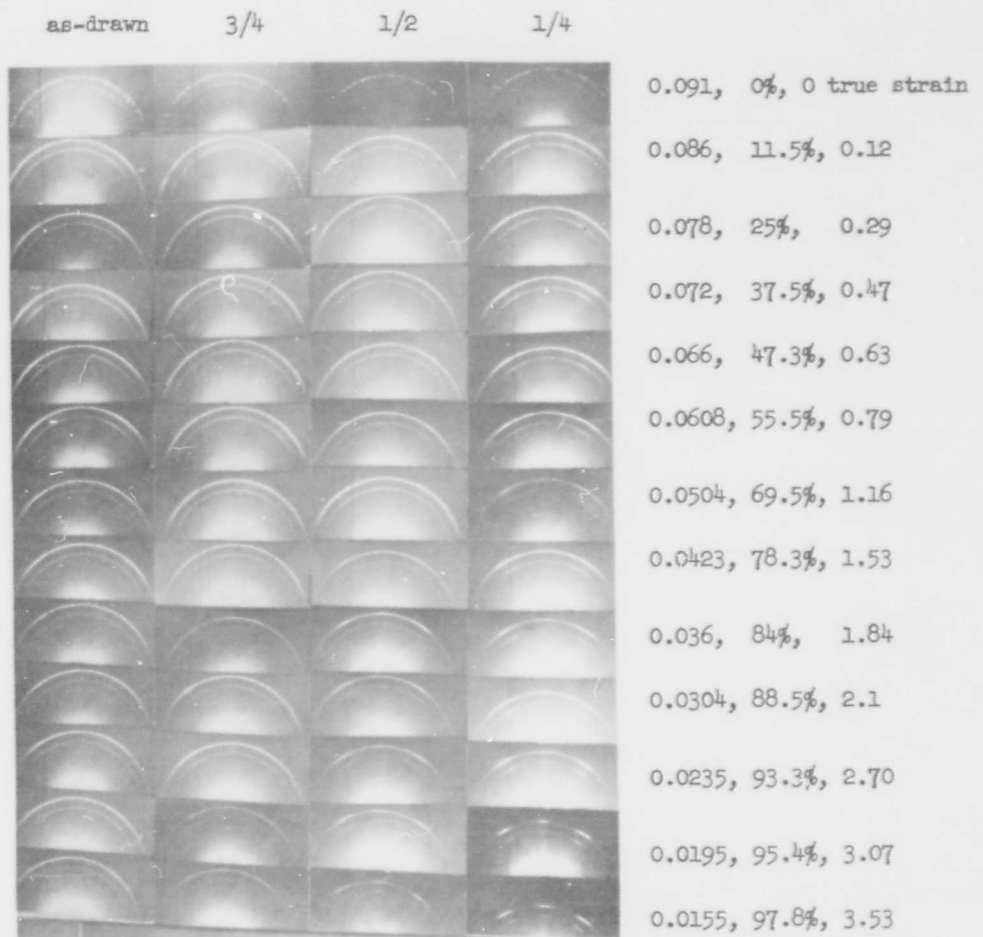 as-drawn 3/4 1/2 1/4
0.091, 0%, 0 true strain
0.086, 11.5%, 0.12
0.078, 25%, 0.29
0.072, 37.5%, 0.47
0.066, 47.3%, 0.63
0.0608, 55.5%, 0.79
0.0504, 69.5%, 1.16
0.0423, 78.3%, 1.53
0.036, 84%, 1.84
0.0304, 88.5%, 2.1
0.0235, 93.3%, 2.70
0.0195, 95.4%, 3.07
0.0155, 97.8%, 3.53